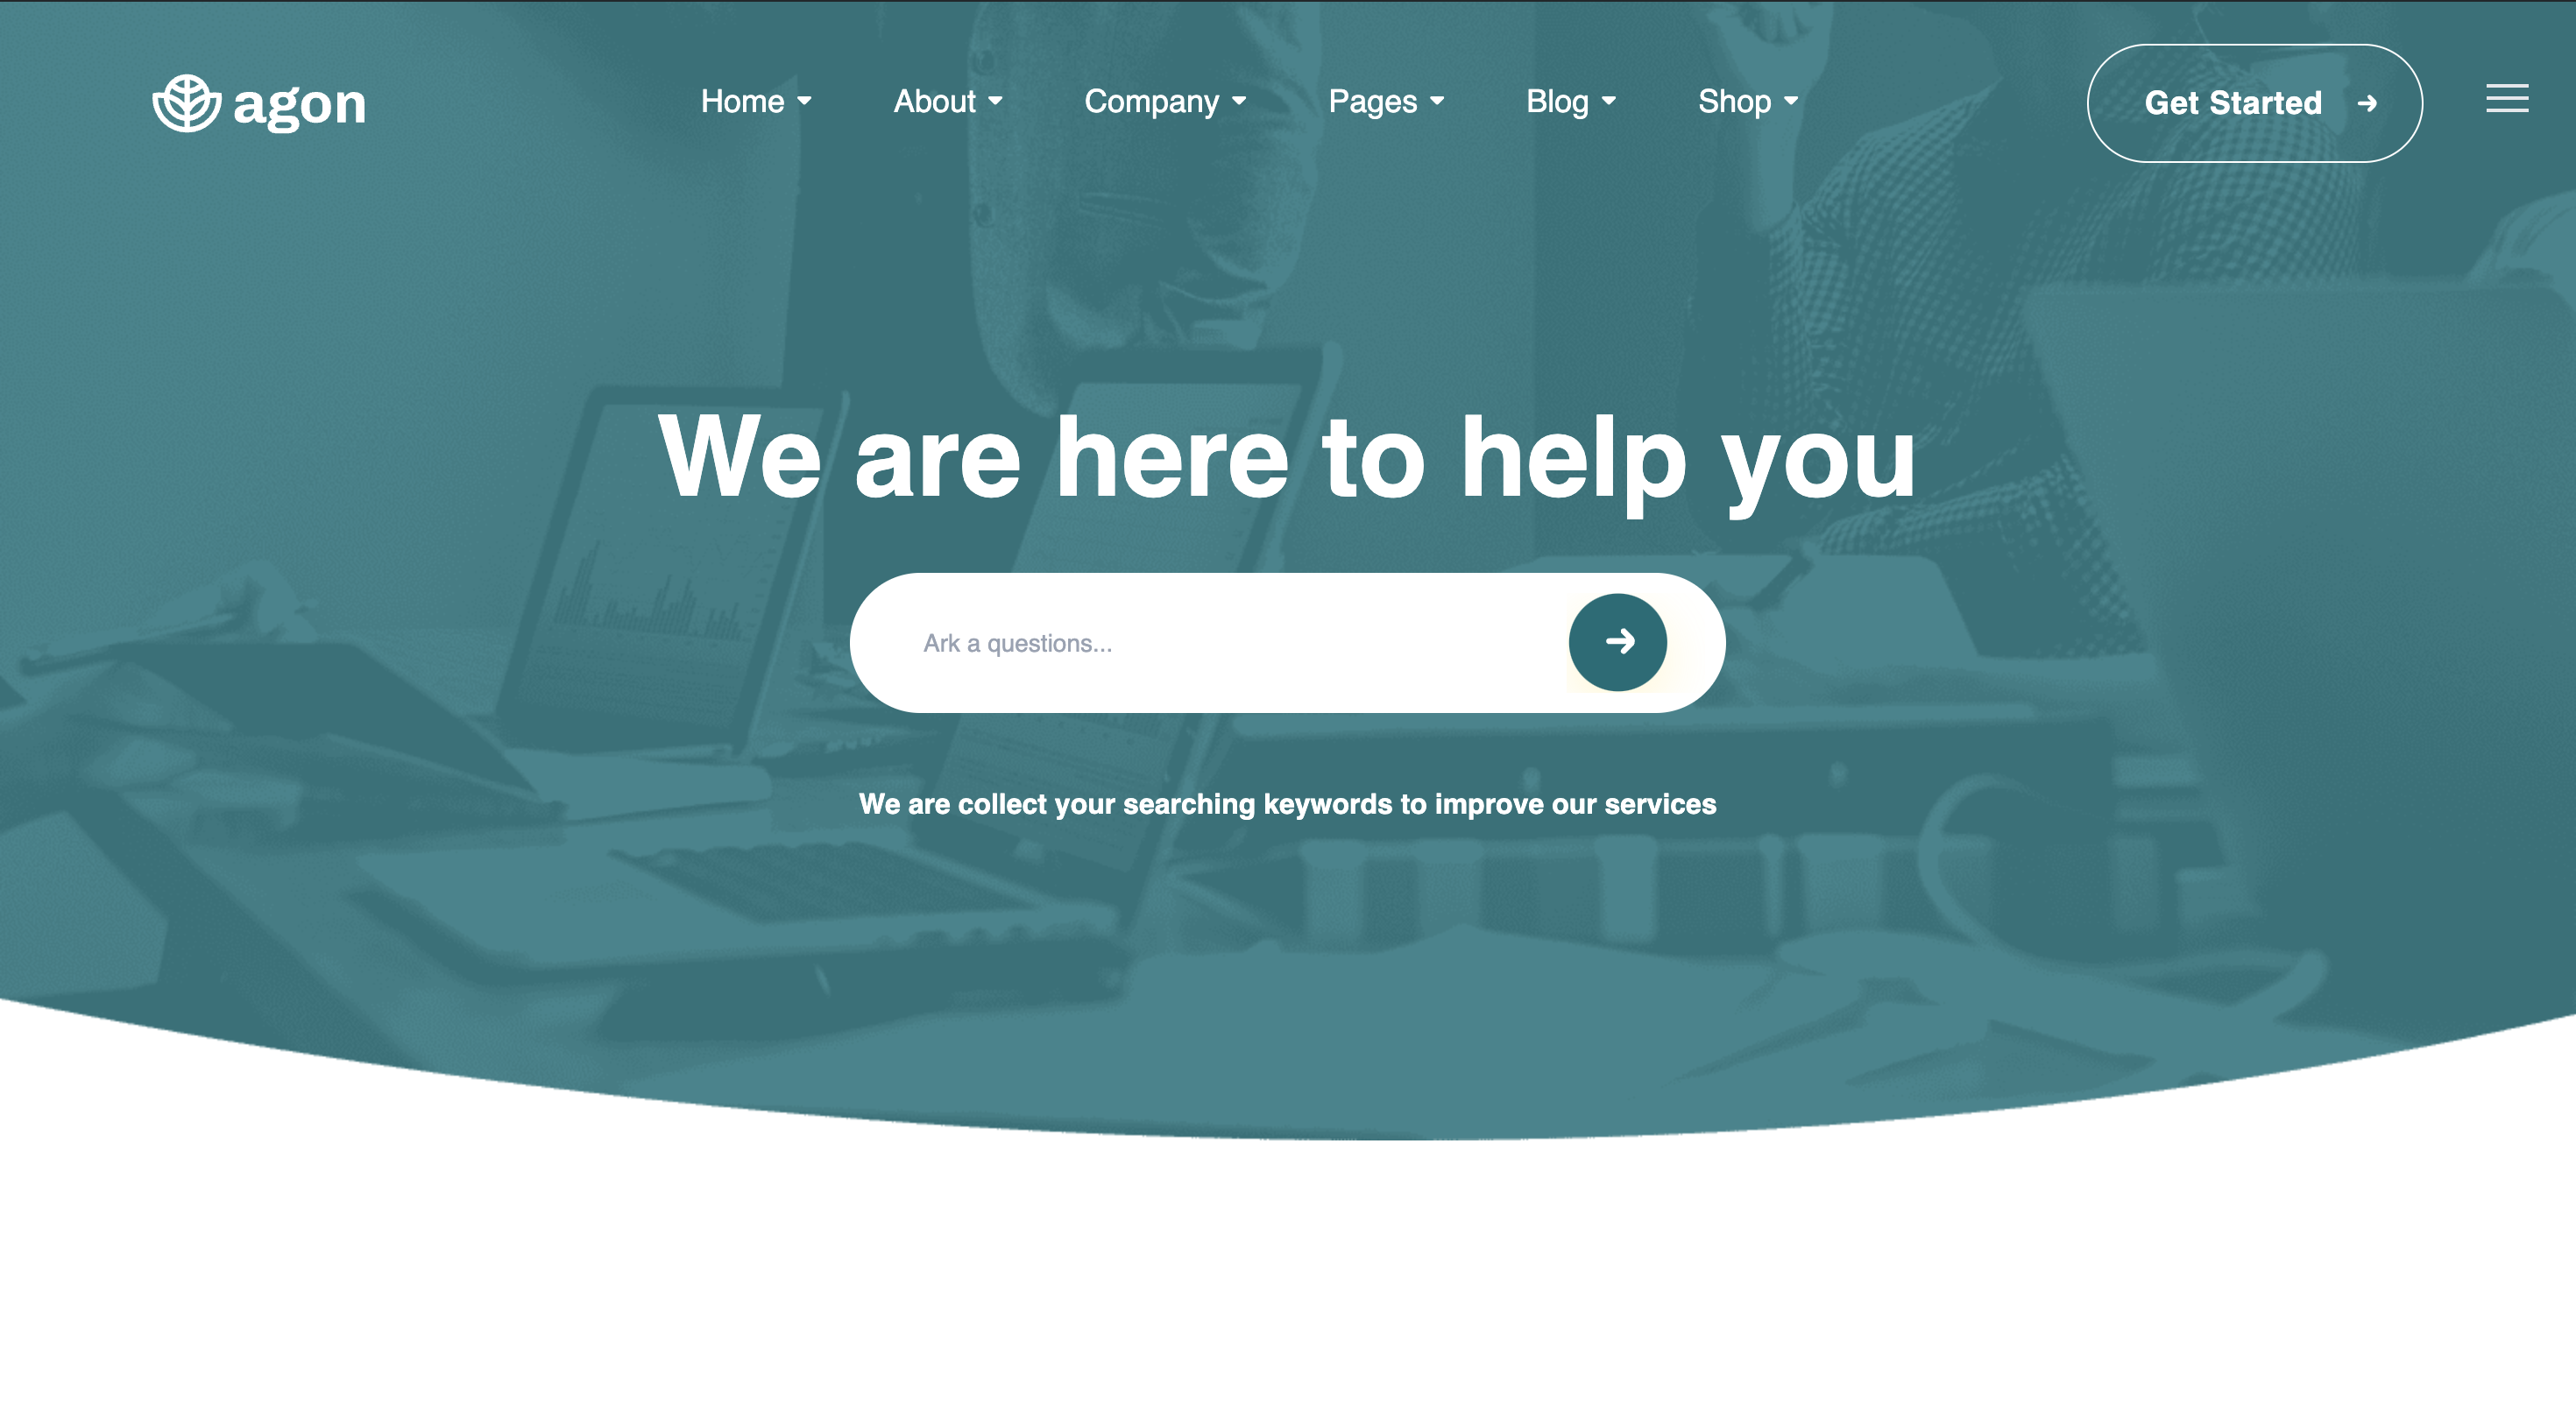 agon
Home About Company Pages Blog Shop
Get Started
We are here to help you
Ark a questions...
We are collect your searching keywords to improve our services